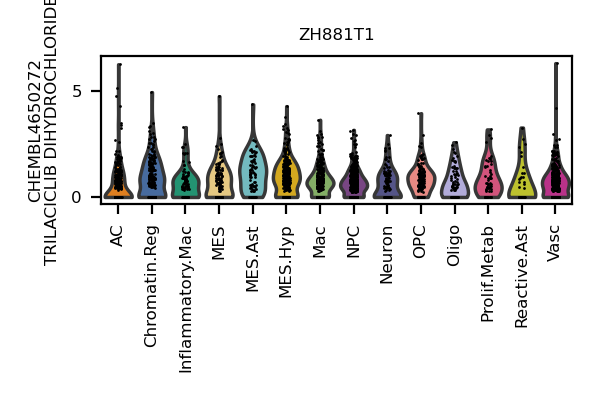 ZH881T1
CHEMBL4650272
TRILACICLIB DIHYDROCHLORIDE
5
0
AC
Chromatin.Reg
Inflammatory.Mac
MES
MES.Ast
MES.Hyp
Mac
NPC
Neuron
OPC
Oligo
Prolif.Metab
Reactive.Ast
Vasc